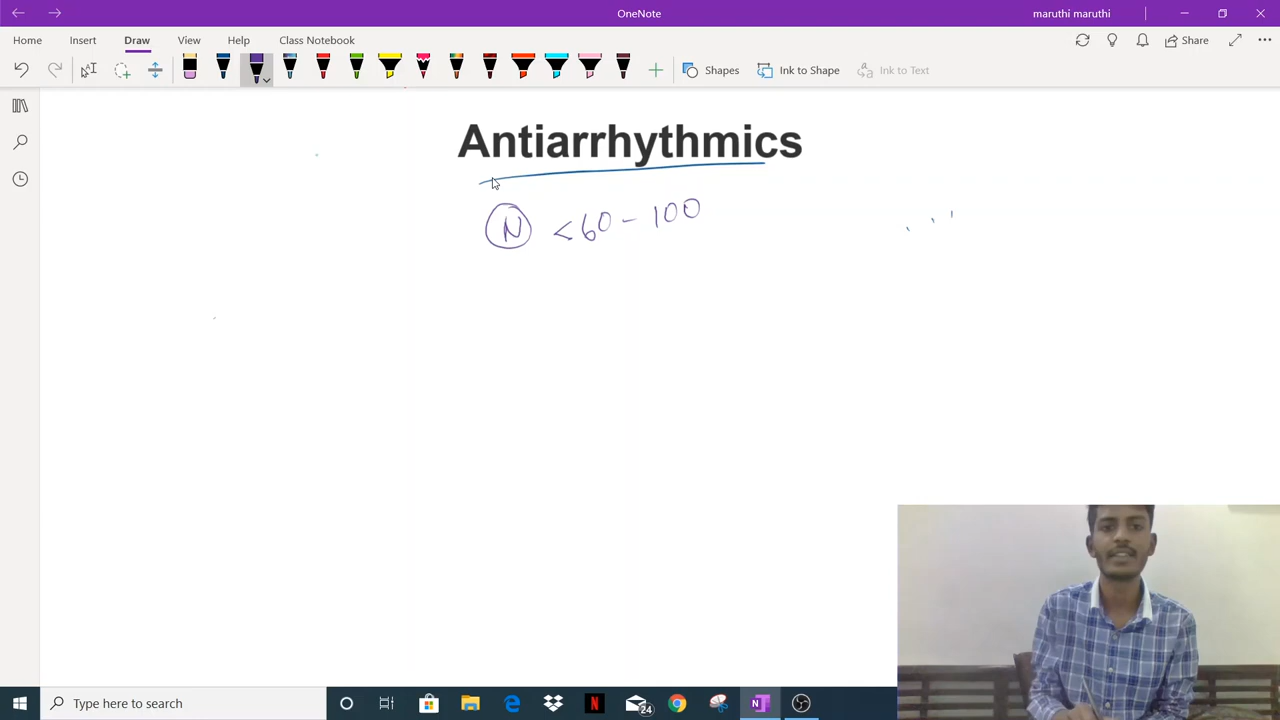 OneNote
maruthi maruthi
Home
Insert
Draw
View
Help
Class Notebook
Share
Shapes
Ink to Shape
Ink to Text
Antiarrhythmics
N <60 - 100
Type here to search
24